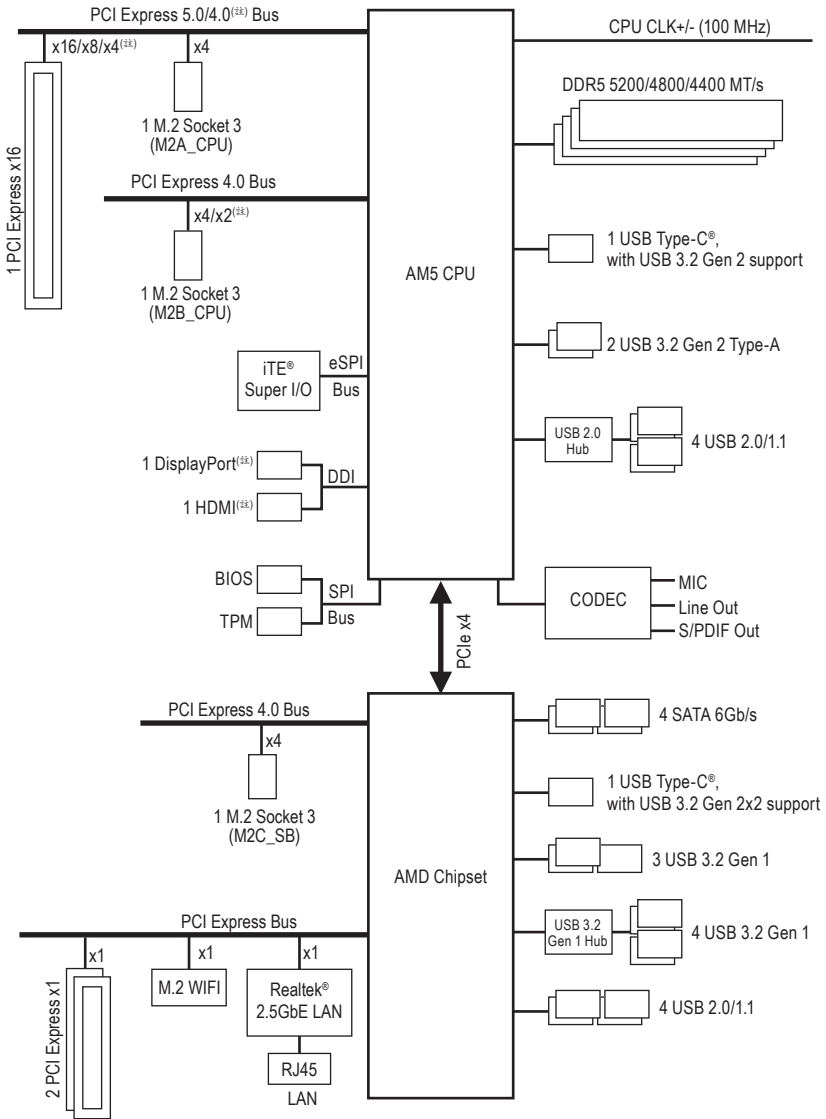 PCI Express 5.0/4.0(註) Bus
x16/x8/x4(註)
x4
1 PCI Express x16
1 M.2 Socket 3
(M2A_CPU)
PCI Express 4.0 Bus
x4/x2(註)
1 M.2 Socket 3
(M2B_CPU)
iTE®
Super I/O
eSPI
Bus
1 DisplayPort(註)
1 HDMI(註)
DDI
BIOS
TPM
SPI
Bus
AM5 CPU
CPU CLK+/- (100 MHz)
DDR5 5200/4800/4400 MT/s
1 USB Type-C®,
with USB 3.2 Gen 2 support
2 USB 3.2 Gen 2 Type-A
USB 2.0
Hub
4 USB 2.0/1.1
CODEC
MIC
Line Out
S/PDIF Out
PCIe x4
PCI Express 4.0 Bus
x4
1 M.2 Socket 3
(M2C_SB)
PCI Express Bus
x1
x1
x1
2 PCI Express x1
M.2 WIFI
Realtek®
2.5GbE LAN
RJ45
LAN
AMD Chipset
4 SATA 6Gb/s
1 USB Type-C®,
with USB 3.2 Gen 2x2 support
3 USB 3.2 Gen 1
USB 3.2
Gen 1 Hub
4 USB 3.2 Gen 1
4 USB 2.0/1.1